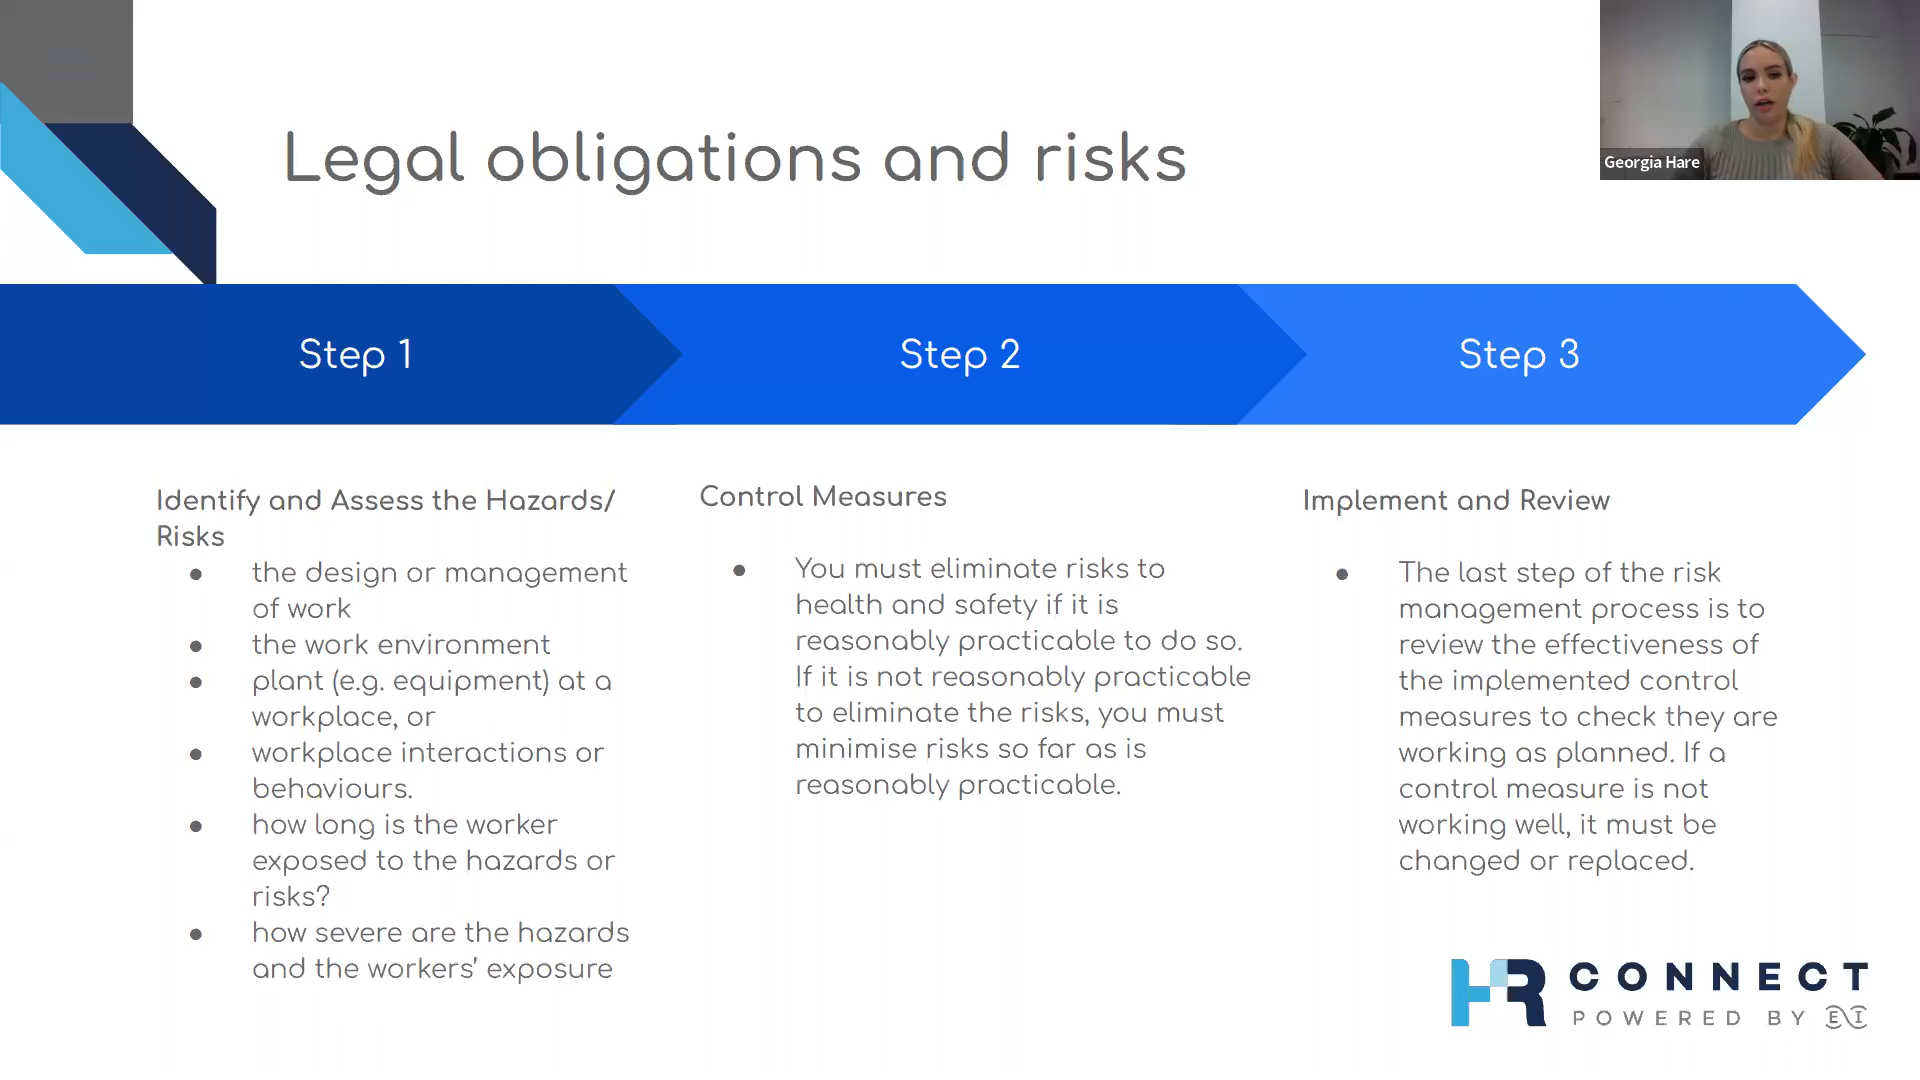 Legal obligations and risks
Georgia Hare
Step 1
Step 2
Step 3
Identify and Assess the Hazards/
Risks
● the design or management
of work
● the work environment
● plant (e.g. equipment) at a
workplace, or
● workplace interactions or
behaviours.
● how long is the worker
exposed to the hazards or
risks?
● how severe are the hazards
and the workers’ exposure
Control Measures
● You must eliminate risks to
health and safety if it is
reasonably practicable to do so.
If it is not reasonably practicable
to eliminate the risks, you must
minimise risks so far as is
reasonably practicable.
Implement and Review
● The last step of the risk
management process is to
review the effectiveness of
the implemented control
measures to check they are
working as planned. If a
control measure is not
working well, it must be
changed or replaced.
HR CONNECT
POWERED BY EI